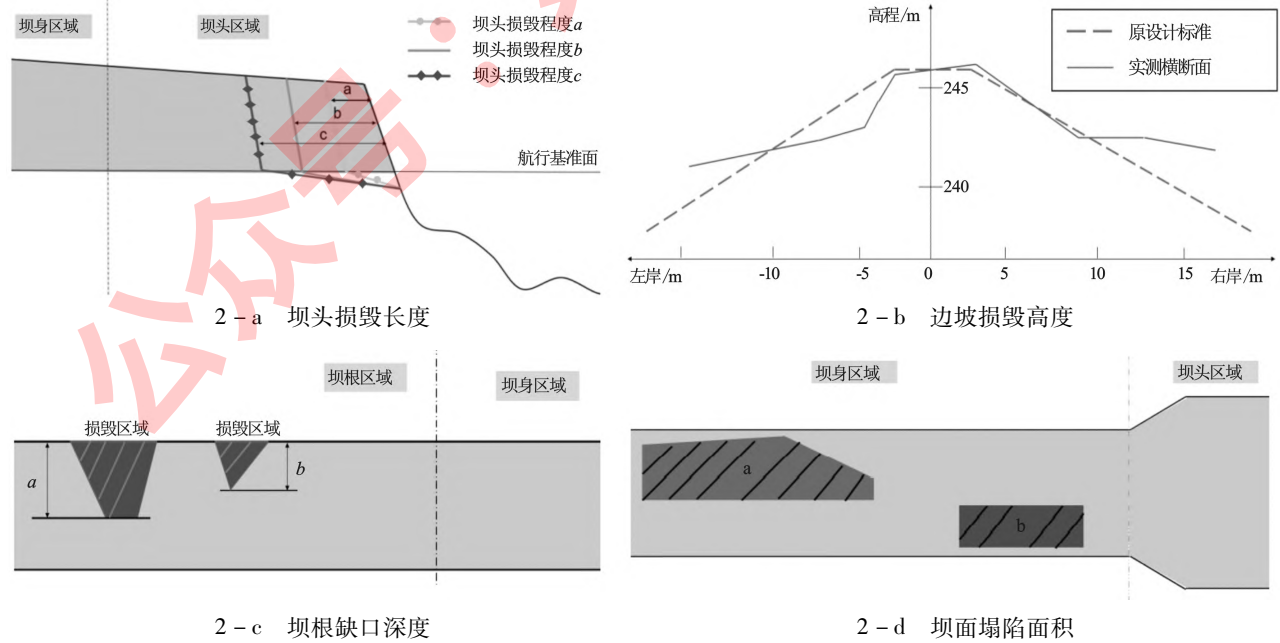 坝身区域
坝头区域
坝头损毁程度a
坝头损毁程度b
坝头损毁程度c
a
b
c
航行基准面
2-a 坝头损毁长度
高程/m
原设计标准
实测横断面
245
240
左岸/m
-10
-5
0
5
10
15
右岸/m
2-b 边坡损毁高度
坝根区域
坝身区域
损毁区域
损毁区域
a
b
2-c 坝根缺口深度
坝身区域
坝头区域
a
b
2-d 坝面塌陷面积
公众号